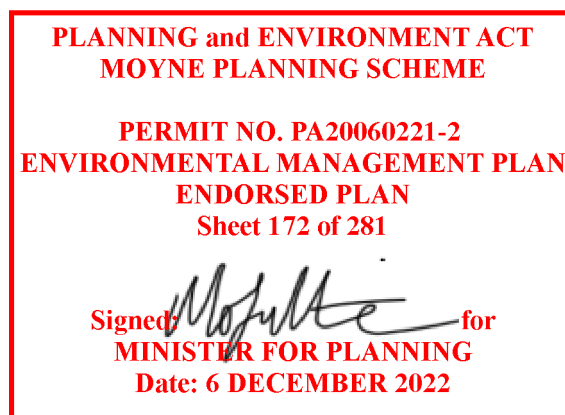 PLANNING and ENVIRONMENT ACT
MOYNE PLANNING SCHEME
PERMIT NO. PA20060221-2
ENVIRONMENTAL MANAGEMENT PLAN
ENDORSED PLAN
Sheet 172 of 281
Signed: for
MINISTER FOR PLANNING
Date: 6 DECEMBER 2022